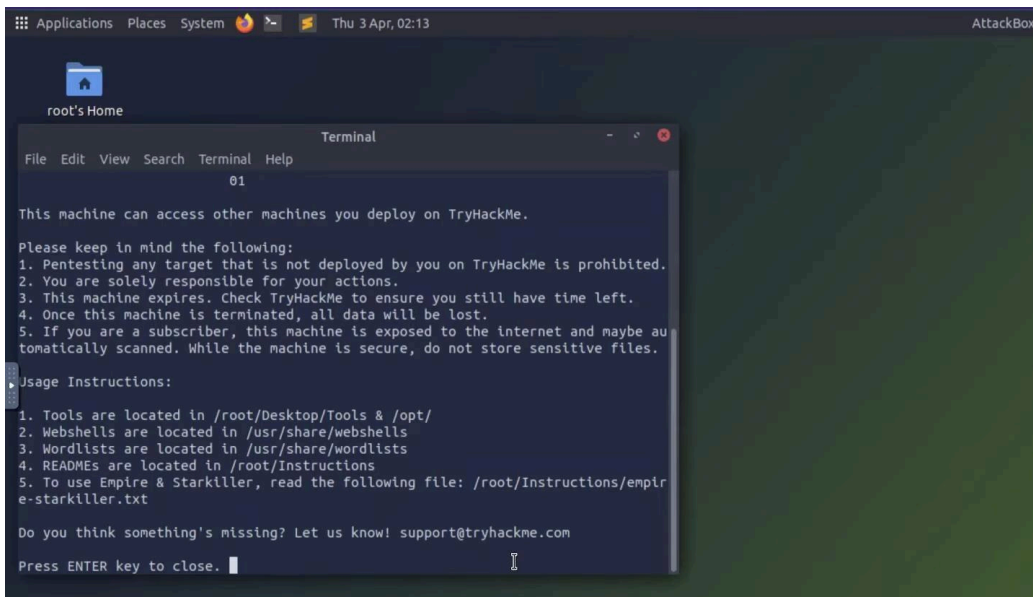 Applications Places System Thu 3 Apr, 02:13 AttackBox
root's Home
Terminal
File Edit View Search Terminal Help
01
This machine can access other machines you deploy on TryHackMe.
Please keep in mind the following:
1. Pentesting any target that is not deployed by you on TryHackMe is prohibited.
2. You are solely responsible for your actions.
3. This machine expires. Check TryHackMe to ensure you still have time left.
4. Once this machine is terminated, all data will be lost.
5. If you are a subscriber, this machine is exposed to the internet and maybe au
tomatically scanned. While the machine is secure, do not store sensitive files.
Usage Instructions:
1. Tools are located in /root/Desktop/Tools & /opt/
2. Webshells are located in /usr/share/webshells
3. Wordlists are located in /usr/share/wordlists
4. READMEs are located in /root/Instructions
5. To use Empire & Starkiller, read the following file: /root/Instructions/empir
e-starkiller.txt
Do you think something's missing? Let us know! support@tryhackme.com
Press ENTER key to close.